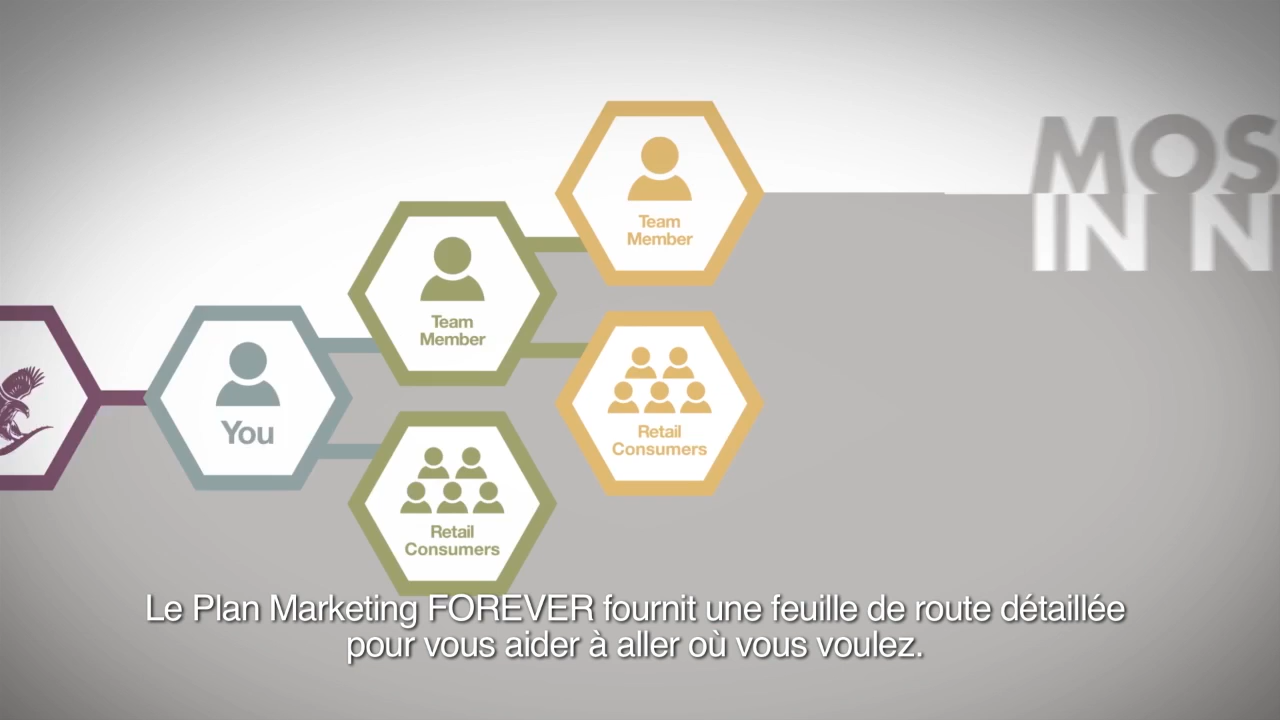 MOS
IN N
Team
Member
Team
Member
You
Retail
Consumers
Retail
Consumers
Le Plan Marketing FOREVER fournit une feuille de route détaillée
pour vous aider à aller où vous voulez.